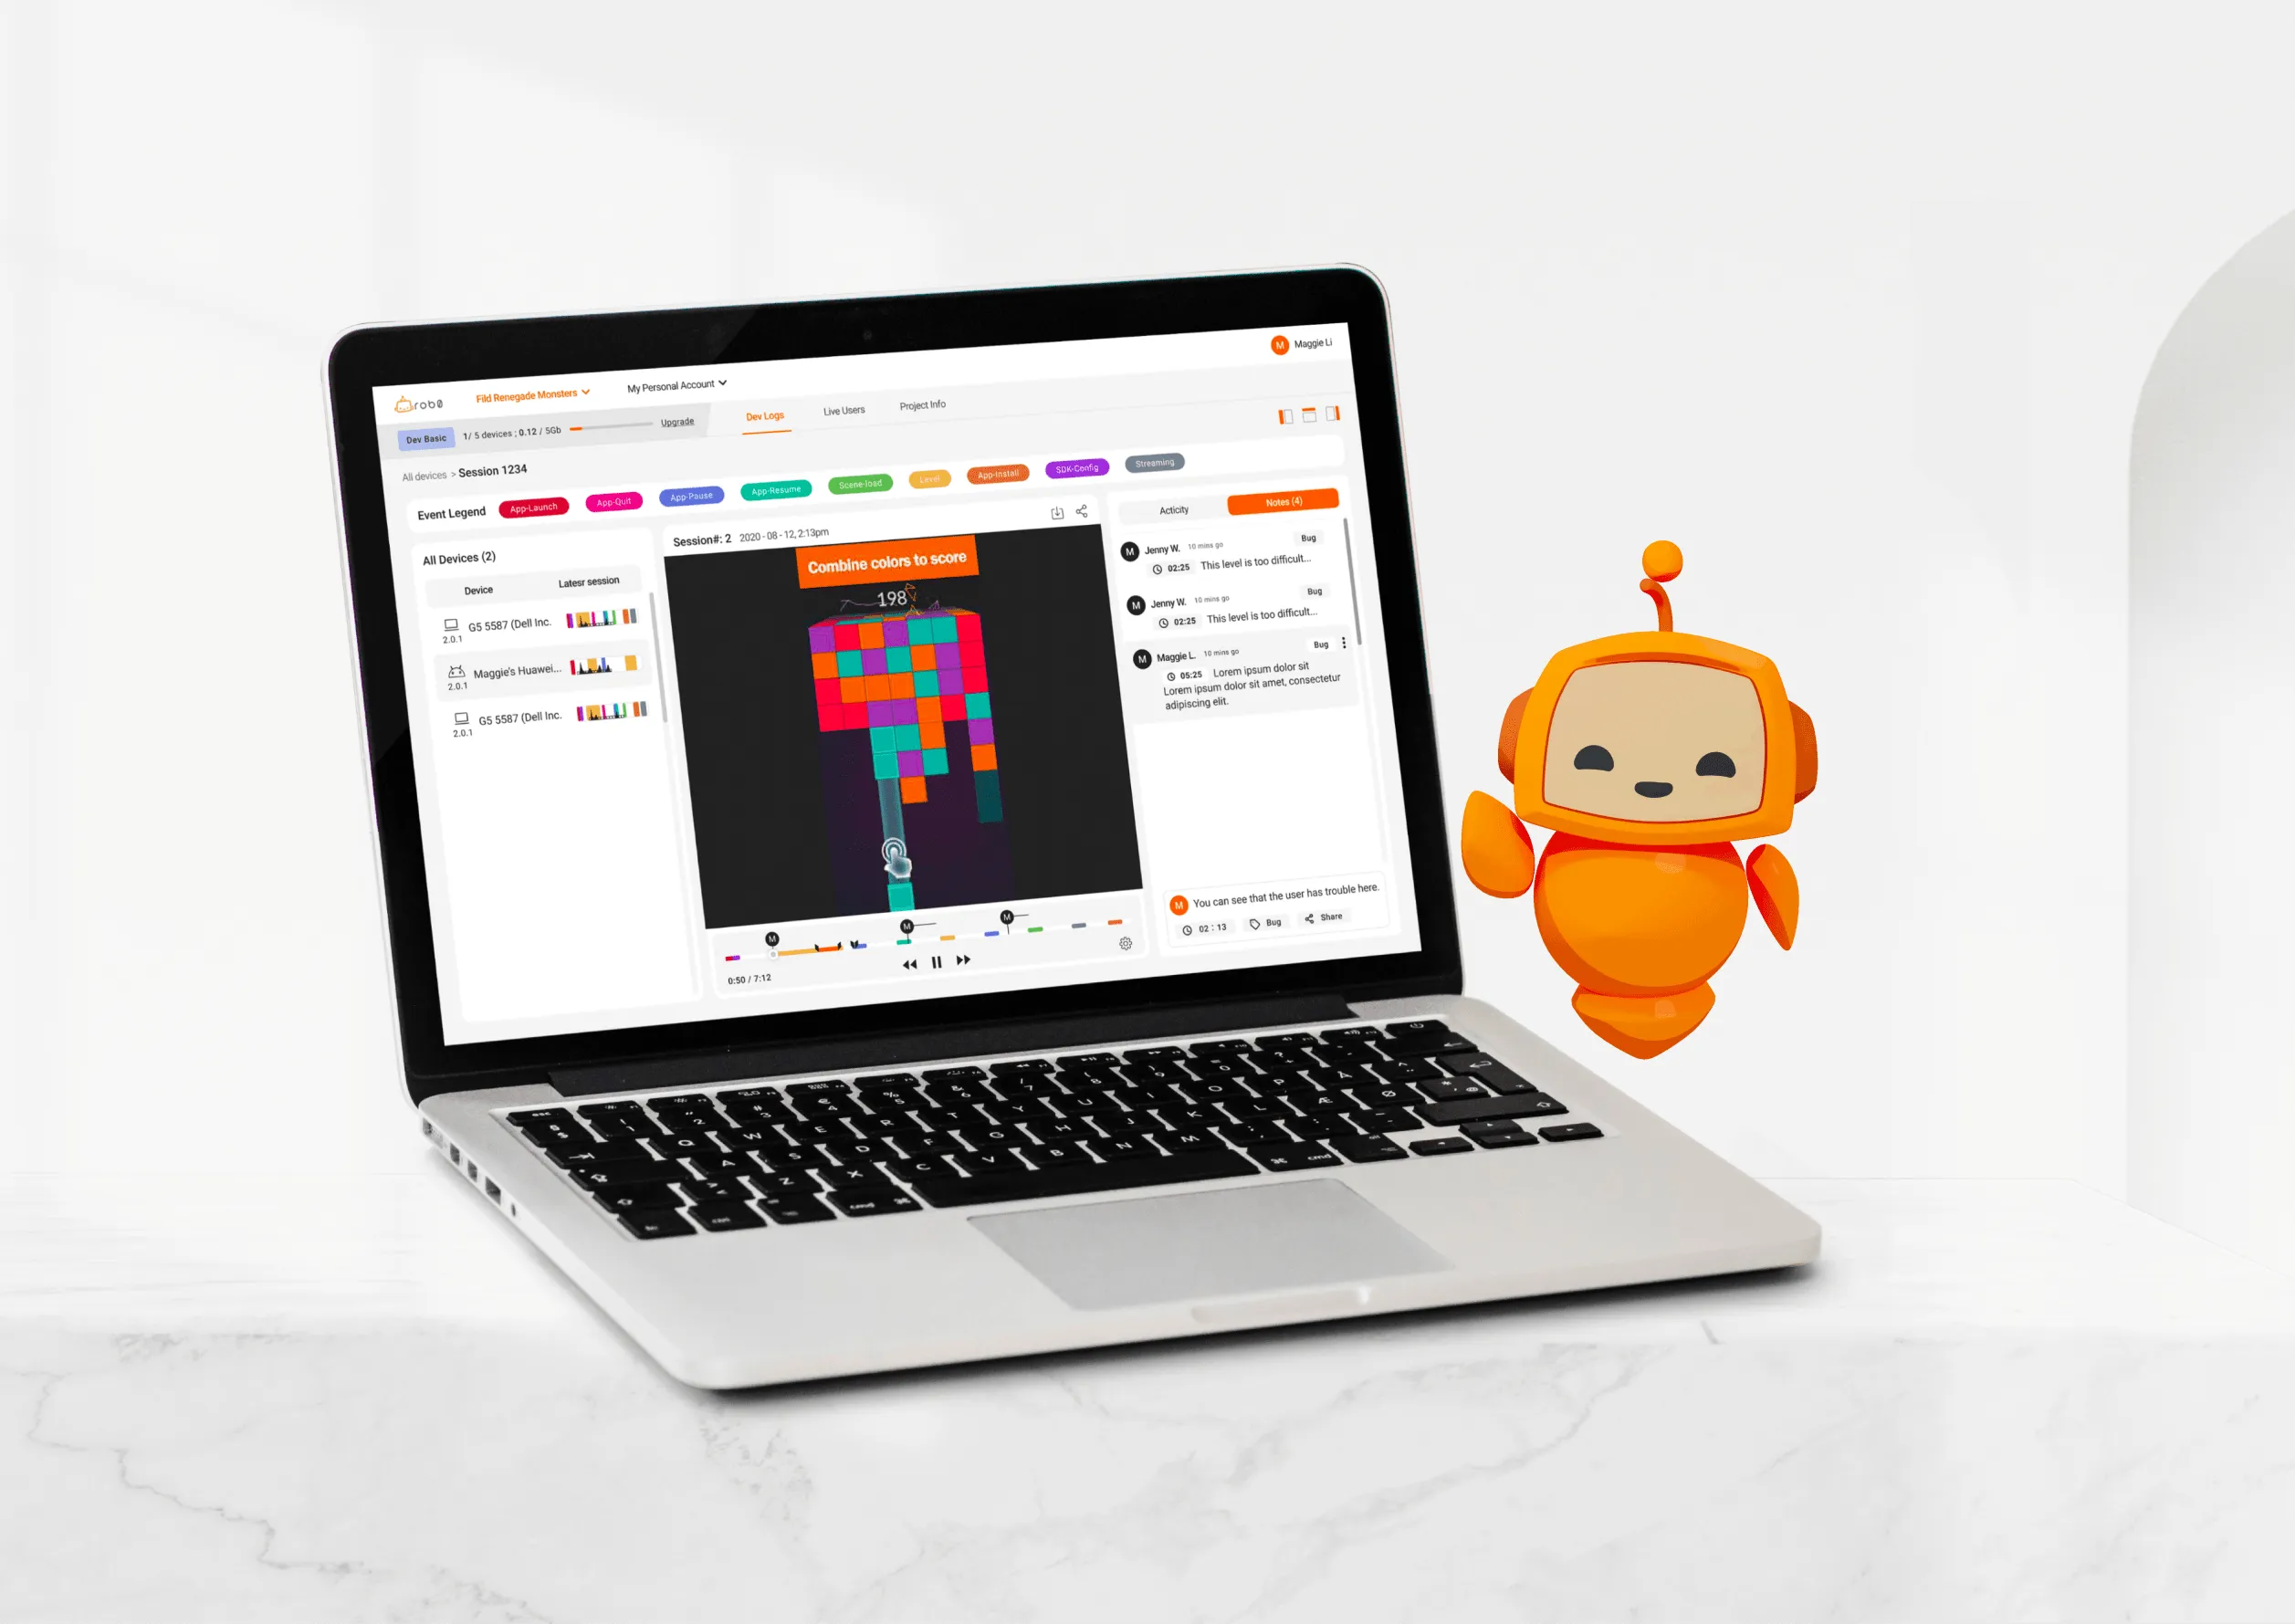 rob0
Fild Renegade Monsters
My Personal Account
M
Maggie Li
Dev Basic
1/ 5 devices ; 0.12 / 5Gb
Upgrade
Dev Logs
Live Users
Project Info
All devices > Session 1234
Event Legend
App-Launch
App-Quit
App-Pause
App-Resume
Scene-load
Level
App-Install
SDK-Config
Streaming
All Devices (2)
Device
Latesr session
G5 5587 (Dell Inc.
2.0.1
Maggie's Huawei...
2.0.1
G5 5587 (Dell Inc.
2.0.1
Session#: 2 2020 - 08 - 12, 2:13pm
Combine colors to score
198
M
M
M
0:50 / 7:12
Acticity
Notes (4)
M Jenny W. 10 mins go Bug
02:25 This level is too difficult...
M Jenny W. 10 mins go Bug
02:25 This level is too difficult...
M Maggie L. 10 mins go Bug
05:25 Lorem ipsum dolor sit
Lorem ipsum dolor sit amet, consectetur
adipiscing elit.
M You can see that the user has trouble here.
02 : 13 Bug Share
esc
Q W E R T Y U I O P Å
A S D F G H J K L Æ Ø
Z X C V B N M
cmd
cmd